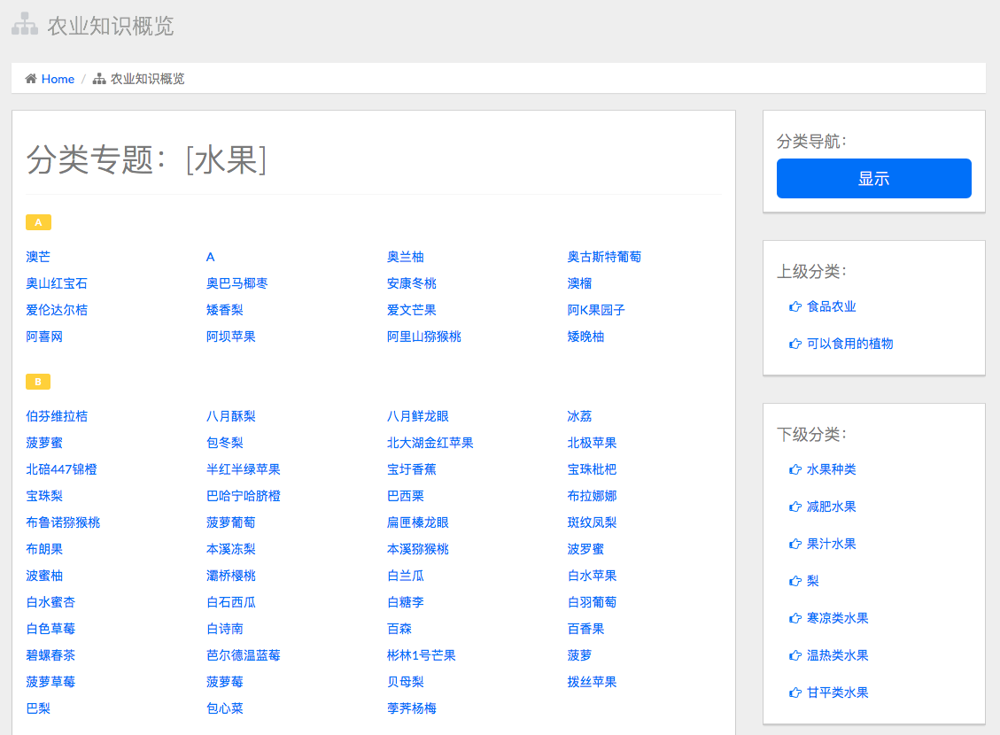 农业知识概览
Home / 农业知识概览
分类专题：[水果]
A
澳芒 A 奥兰柚 奥古斯特葡萄
奥山红宝石 奥巴马椰枣 安康冬桃 澳榴
爱伦达尔桔 矮香梨 爱文芒果 阿K果园子
阿喜网 阿坝苹果 阿里山猕猴桃 矮晚柚
B
伯芬维拉桔 八月酥梨 八月鲜龙眼 冰荔
菠萝蜜 包冬梨 北大湖金红苹果 北极苹果
北碚447锦橙 半红半绿苹果 宝圩香蕉 宝珠枇杷
宝珠梨 巴哈宁哈脐橙 巴西栗 布拉娜娜
布鲁诺猕猴桃 菠萝葡萄 扁匣榛龙眼 斑纹凤梨
布朗果 本溪冻梨 本溪猕猴桃 波罗蜜
波蜜柚 灞桥樱桃 白兰瓜 白水苹果
白水蜜杏 白石西瓜 白糖李 白羽葡萄
白色草莓 白诗南 百森 百香果
碧螺春茶 芭尔德温蓝莓 彬林1号芒果 菠萝
菠萝草莓 菠萝莓 贝母梨 拨丝苹果
巴梨 包心菜 荸荠杨梅
分类导航：
显示
上级分类：
食品农业
可以食用的植物
下级分类：
水果种类
减肥水果
果汁水果
梨
寒凉类水果
温热类水果
甘平类水果